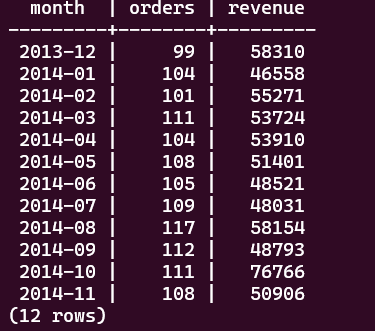 month  | orders | revenue
---------+--------+---------
 2013-12 |     99 |   58310
 2014-01 |    104 |   46558
 2014-02 |    101 |   55271
 2014-03 |    111 |   53724
 2014-04 |    104 |   53910
 2014-05 |    108 |   51401
 2014-06 |    105 |   48521
 2014-07 |    109 |   48031
 2014-08 |    117 |   58154
 2014-09 |    112 |   48793
 2014-10 |    111 |   76766
 2014-11 |    108 |   50906
(12 rows)